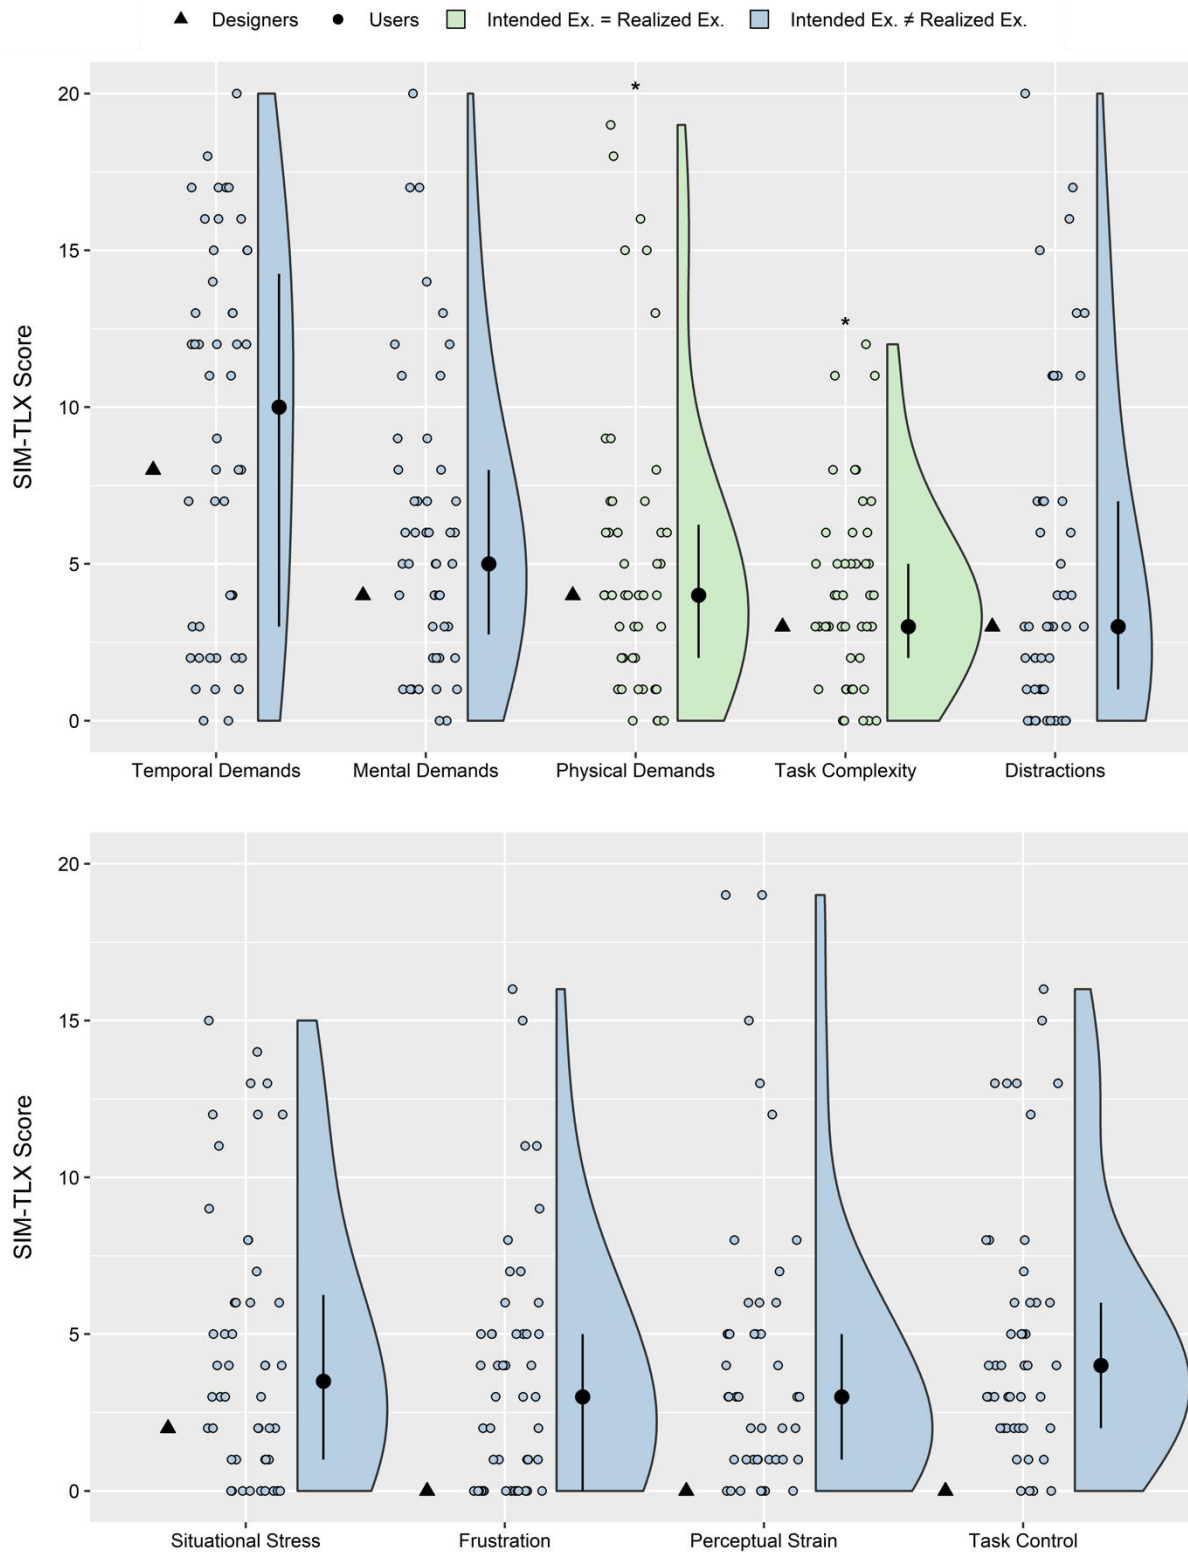 Designers Users Intended Ex. = Realized Ex. Intended Ex. ≠ Realized Ex.
SIM-TLX Score
20
15
10
5
0
*
*
Temporal Demands Mental Demands Physical Demands Task Complexity Distractions
SIM-TLX Score
20
15
10
5
0
Situational Stress Frustration Perceptual Strain Task Control